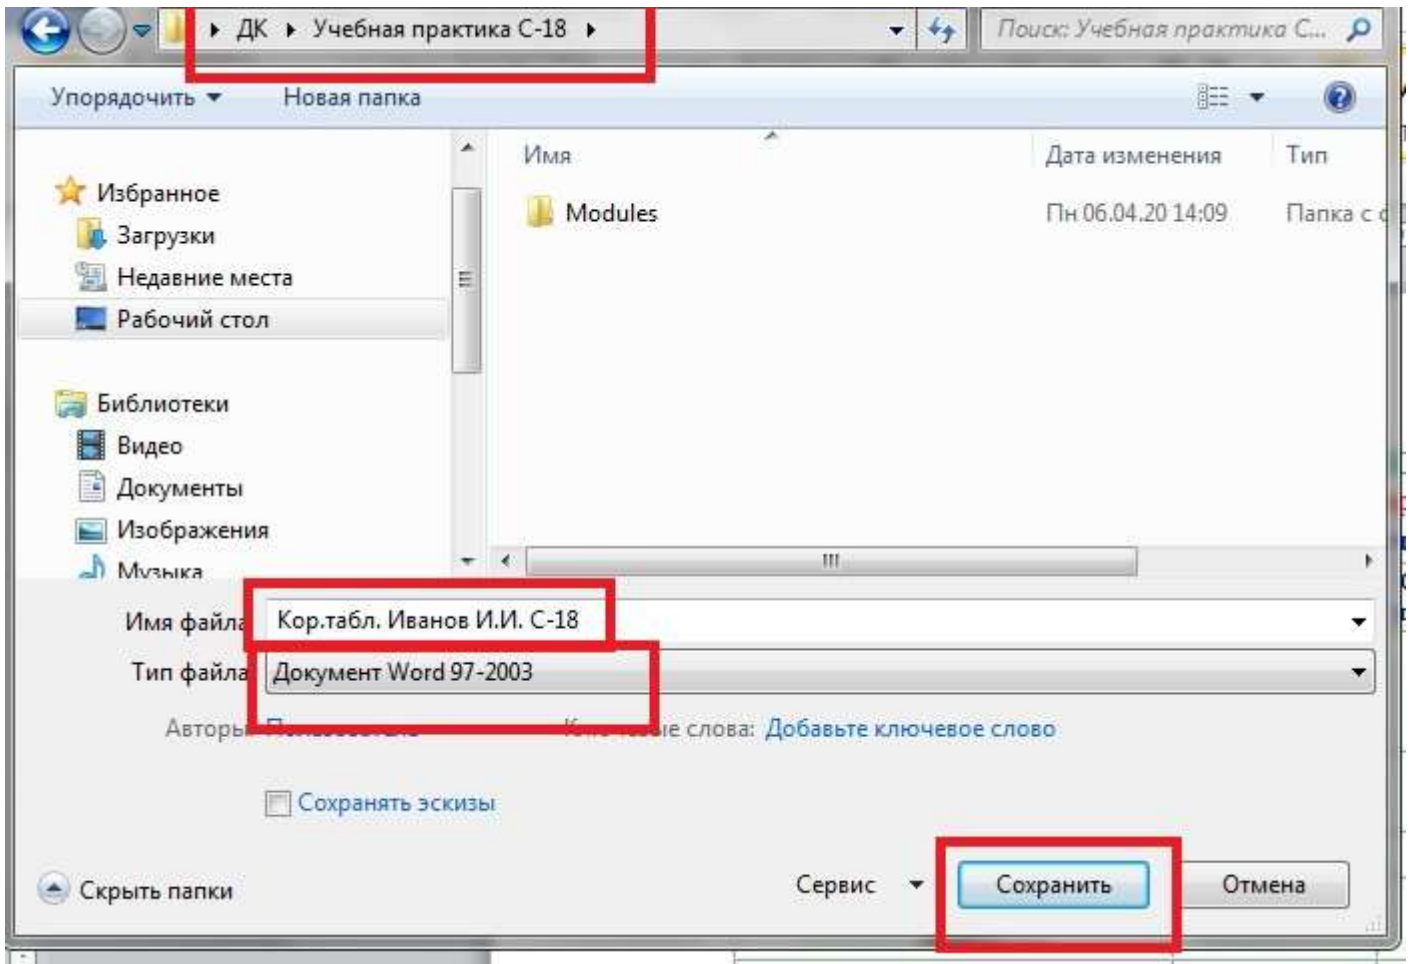 ДК Учебная практика С-18 Поиск: Учебная практика С...
Упорядочить Новая папка
Имя Дата изменения Тип
Избранное
Modules Пн 06.04.20 14:09 Папка с
Загрузки
Недавние места
Рабочий стол
Библиотеки
Видео
Документы
Изображения
Музыка
Имя файла Кор.табл. Иванов И.И. С-18
Тип файла Документ Word 97-2003
Авторы слова: Добавьте ключевое слово
Сохранять эскизы
Скрыть папки Сервис Сохранить Отмена